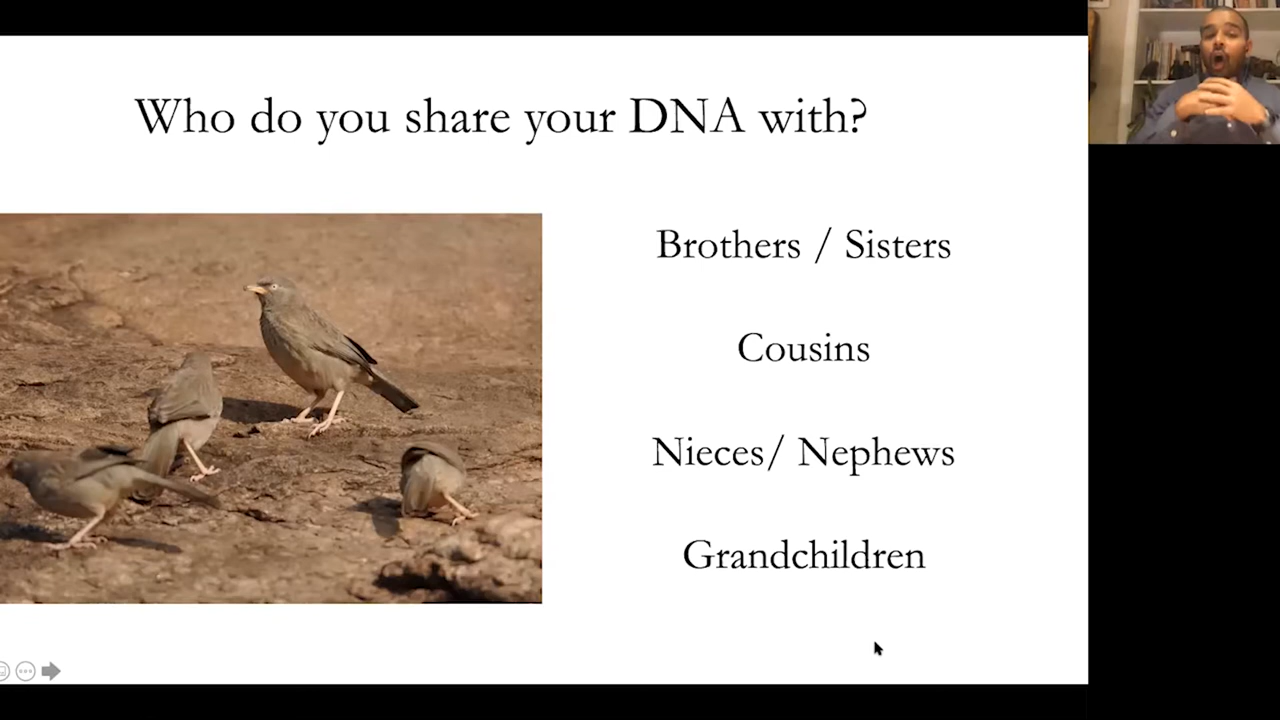 Who do you share your DNA with?
Brothers / Sisters
Cousins
Nieces/ Nephews
Grandchildren